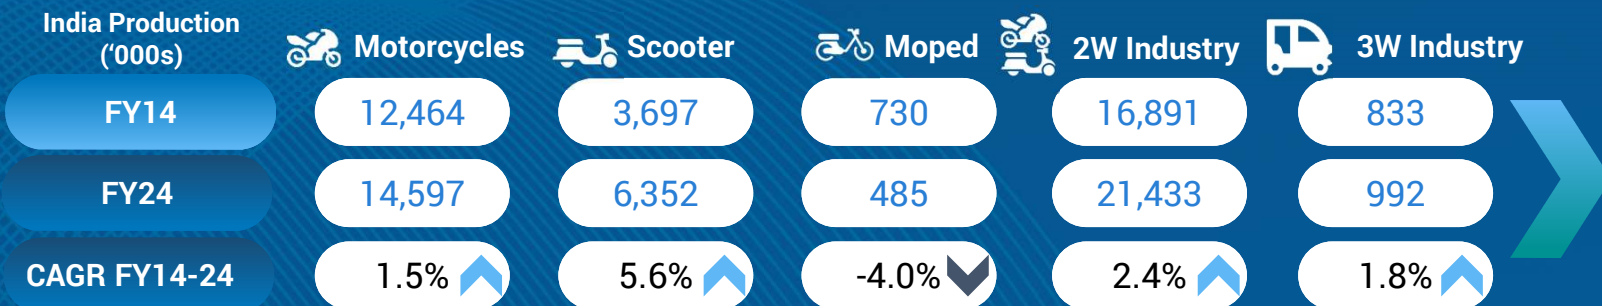 India Production
(‘000s)
Motorcycles
Scooter
Moped
2W Industry
3W Industry
FY14
12,464
3,697
730
16,891
833
FY24
14,597
6,352
485
21,433
992
CAGR FY14-24
1.5%
5.6%
-4.0%
2.4%
1.8%